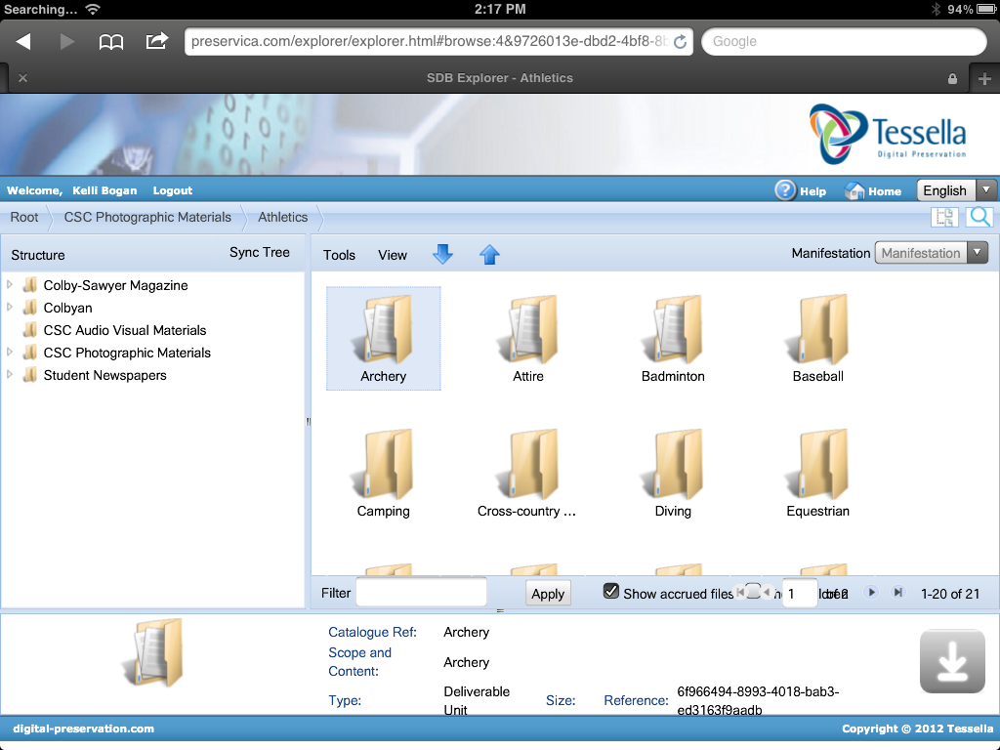 Searching... 2:17 PM 94%
preservica.com/explorer/explorer.html#browse:4&9726013e-dbd2-4bf8-8b Google
SDB Explorer - Athletics
Tessella
Digital Preservation
Welcome, Kelli Bogan Logout Help Home English
Root CSC Photographic Materials Athletics
Structure Sync Tree Tools View Manifestation Manifestation
Colby-Sawyer Magazine
Colbyan
CSC Audio Visual Materials
CSC Photographic Materials
Student Newspapers
Archery Attire Badminton Baseball
Camping Cross-country ... Diving Equestrian
Filter Apply Show accrued files 1 1-20 of 21
Catalogue Ref: Archery
Scope and
Content: Archery
Type: Deliverable
Unit Size: Reference: 6f966494-8993-4018-bab3-
ed3163f9aadb
digital-preservation.com Copyright © 2012 Tessella